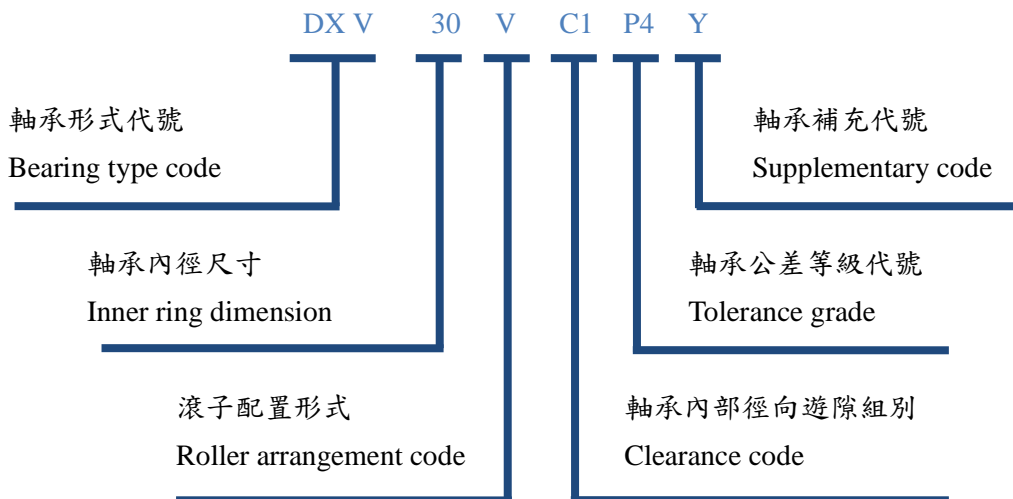 DX V 30 V C1 P4 Y
軸承形式代號
Bearing type code
軸承補充代號
Supplementary code
軸承內徑尺寸
Inner ring dimension
軸承公差等級代號
Tolerance grade
滾子配置形式
Roller arrangement code
軸承內部徑向遊隙組別
Clearance code